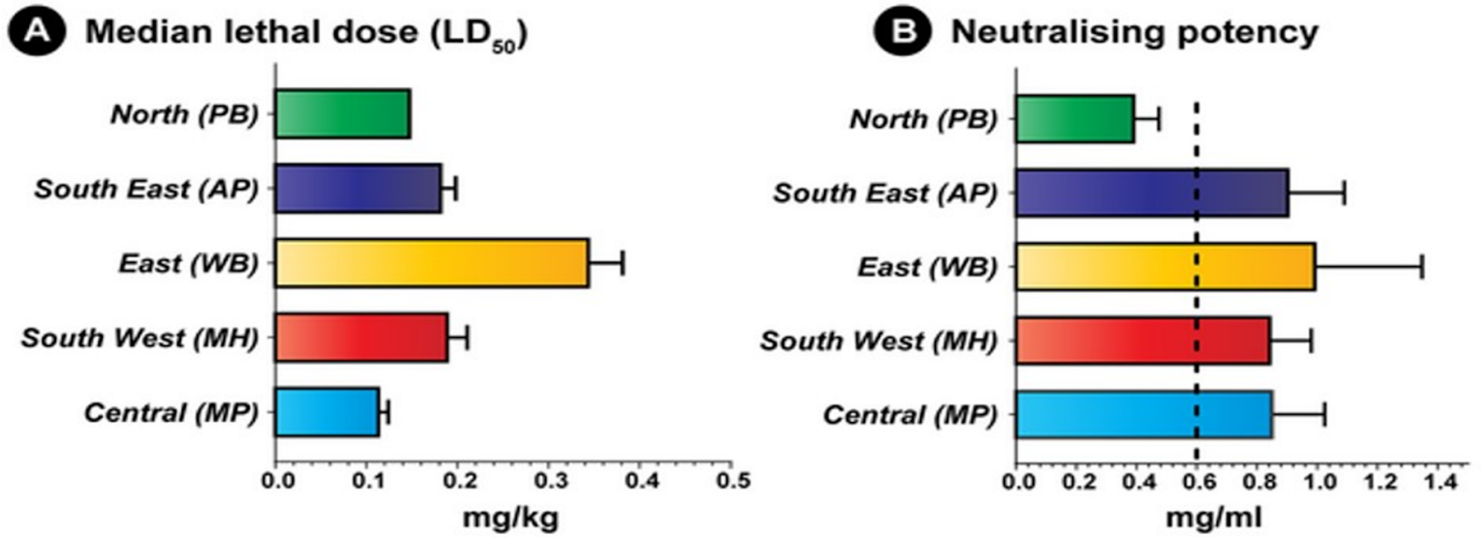 A Median lethal dose (LD50)
North (PB)
South East (AP)
East (WB)
South West (MH)
Central (MP)
0.0 0.1 0.2 0.3 0.4 0.5
mg/kg
B Neutralising potency
North (PB)
South East (AP)
East (WB)
South West (MH)
Central (MP)
0.0 0.2 0.4 0.6 0.8 1.0 1.2 1.4
mg/ml